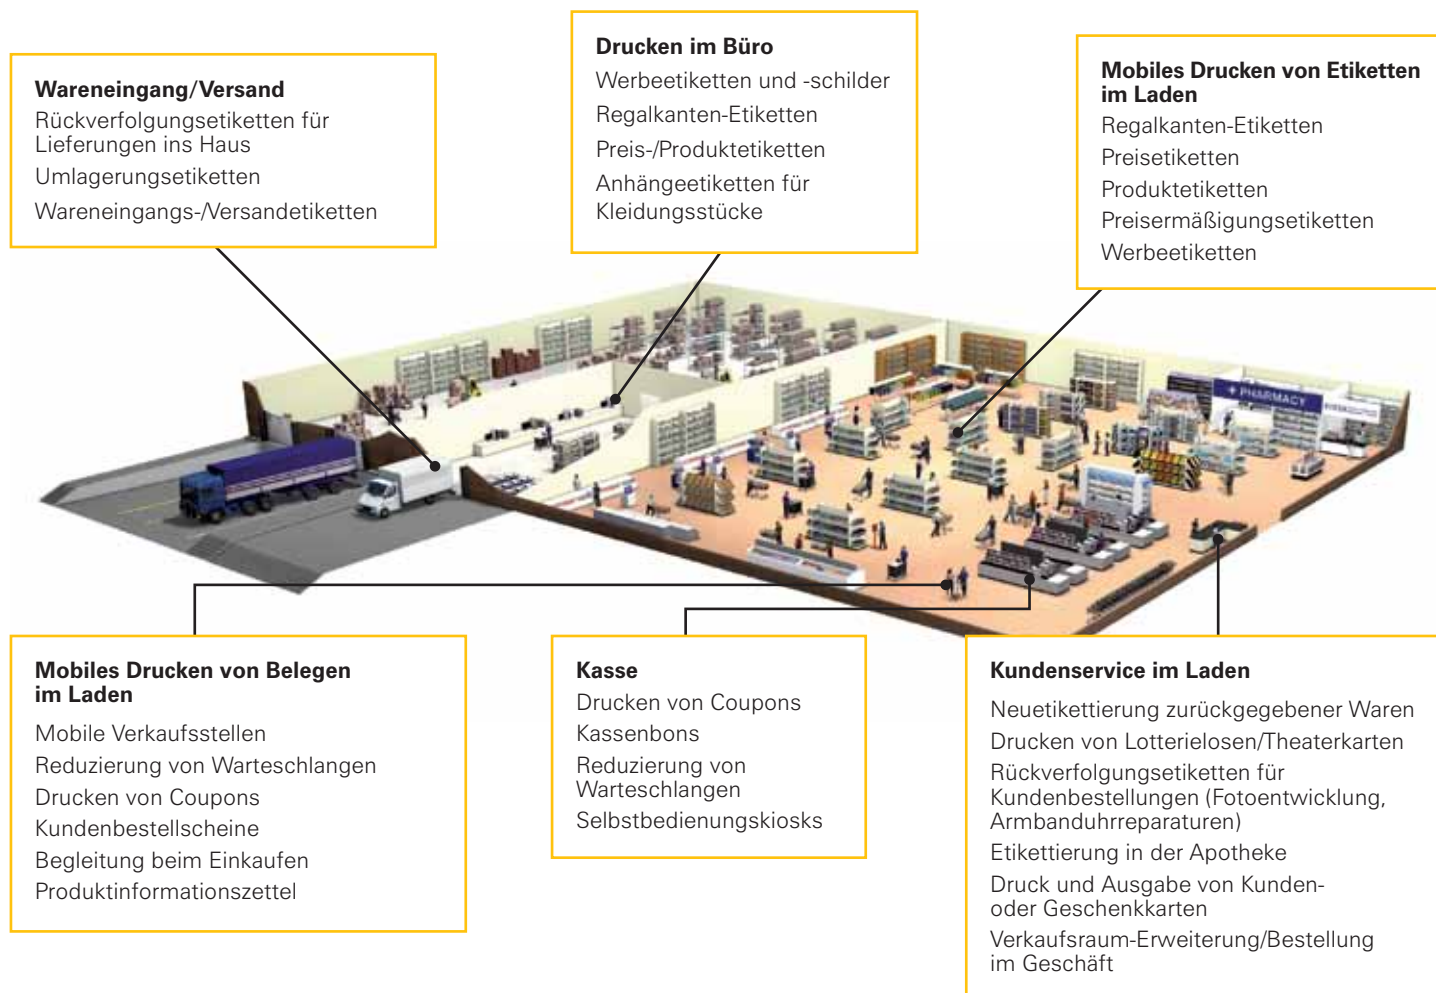 Wareneingang/Versand
Rückverfolgungsetiketten für
Lieferungen ins Haus
Umlagerungsetiketten
Wareneingangs-/Versandetiketten
Drucken im Büro
Werbeetiketten und -schilder
Regalkanten-Etiketten
Preis-/Produktetiketten
Anhängeetiketten für
Kleidungsstücke
Mobiles Drucken von Etiketten
im Laden
Regalkanten-Etiketten
Preisetiketten
Produktetiketten
Preisermäßigungsetiketten
Werbeetiketten
+ PHARMACY
Mobiles Drucken von Belegen
im Laden
Mobile Verkaufsstellen
Reduzierung von Warteschlangen
Drucken von Coupons
Kundenbestellscheine
Begleitung beim Einkaufen
Produktinformationszettel
Kasse
Drucken von Coupons
Kassenbons
Reduzierung von
Warteschlangen
Selbstbedienungskiosks
Kundenservice im Laden
Neuetikettierung zurückgegebener Waren
Drucken von Lotterielosen/Theaterkarten
Rückverfolgungsetiketten für
Kundenbestellungen (Fotoentwicklung,
Armbanduhrreparaturen)
Etikettierung in der Apotheke
Druck und Ausgabe von Kunden-
oder Geschenkkarten
Verkaufsraum-Erweiterung/Bestellung
im Geschäft